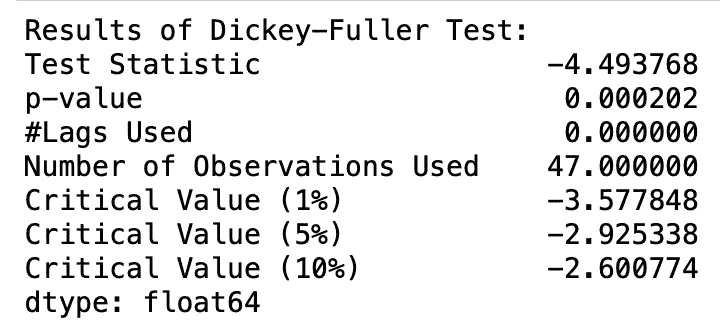 Results of Dickey-Fuller Test:
Test Statistic -4.493768
p-value 0.000202
#Lags Used 0.000000
Number of Observations Used 47.000000
Critical Value (1%) -3.577848
Critical Value (5%) -2.925338
Critical Value (10%) -2.600774
dtype: float64